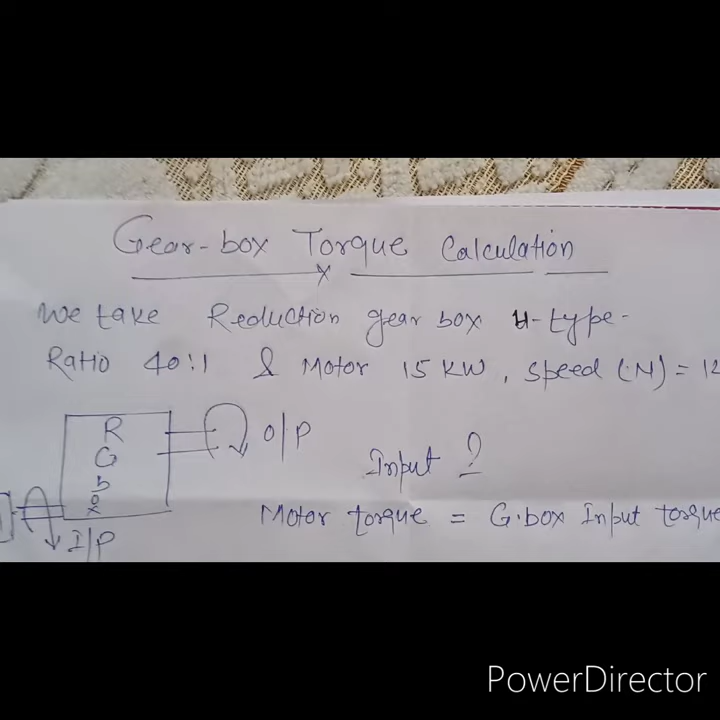 Gear-box Torque Calculation
We take Reduction gear box U-type-
Ratio 40:1 & Motor 15 KW, Speed (N) = 12
R
G
b
o
x
O/P
Input ?
Motor torque = G.box Input torque
I/P
PowerDirector